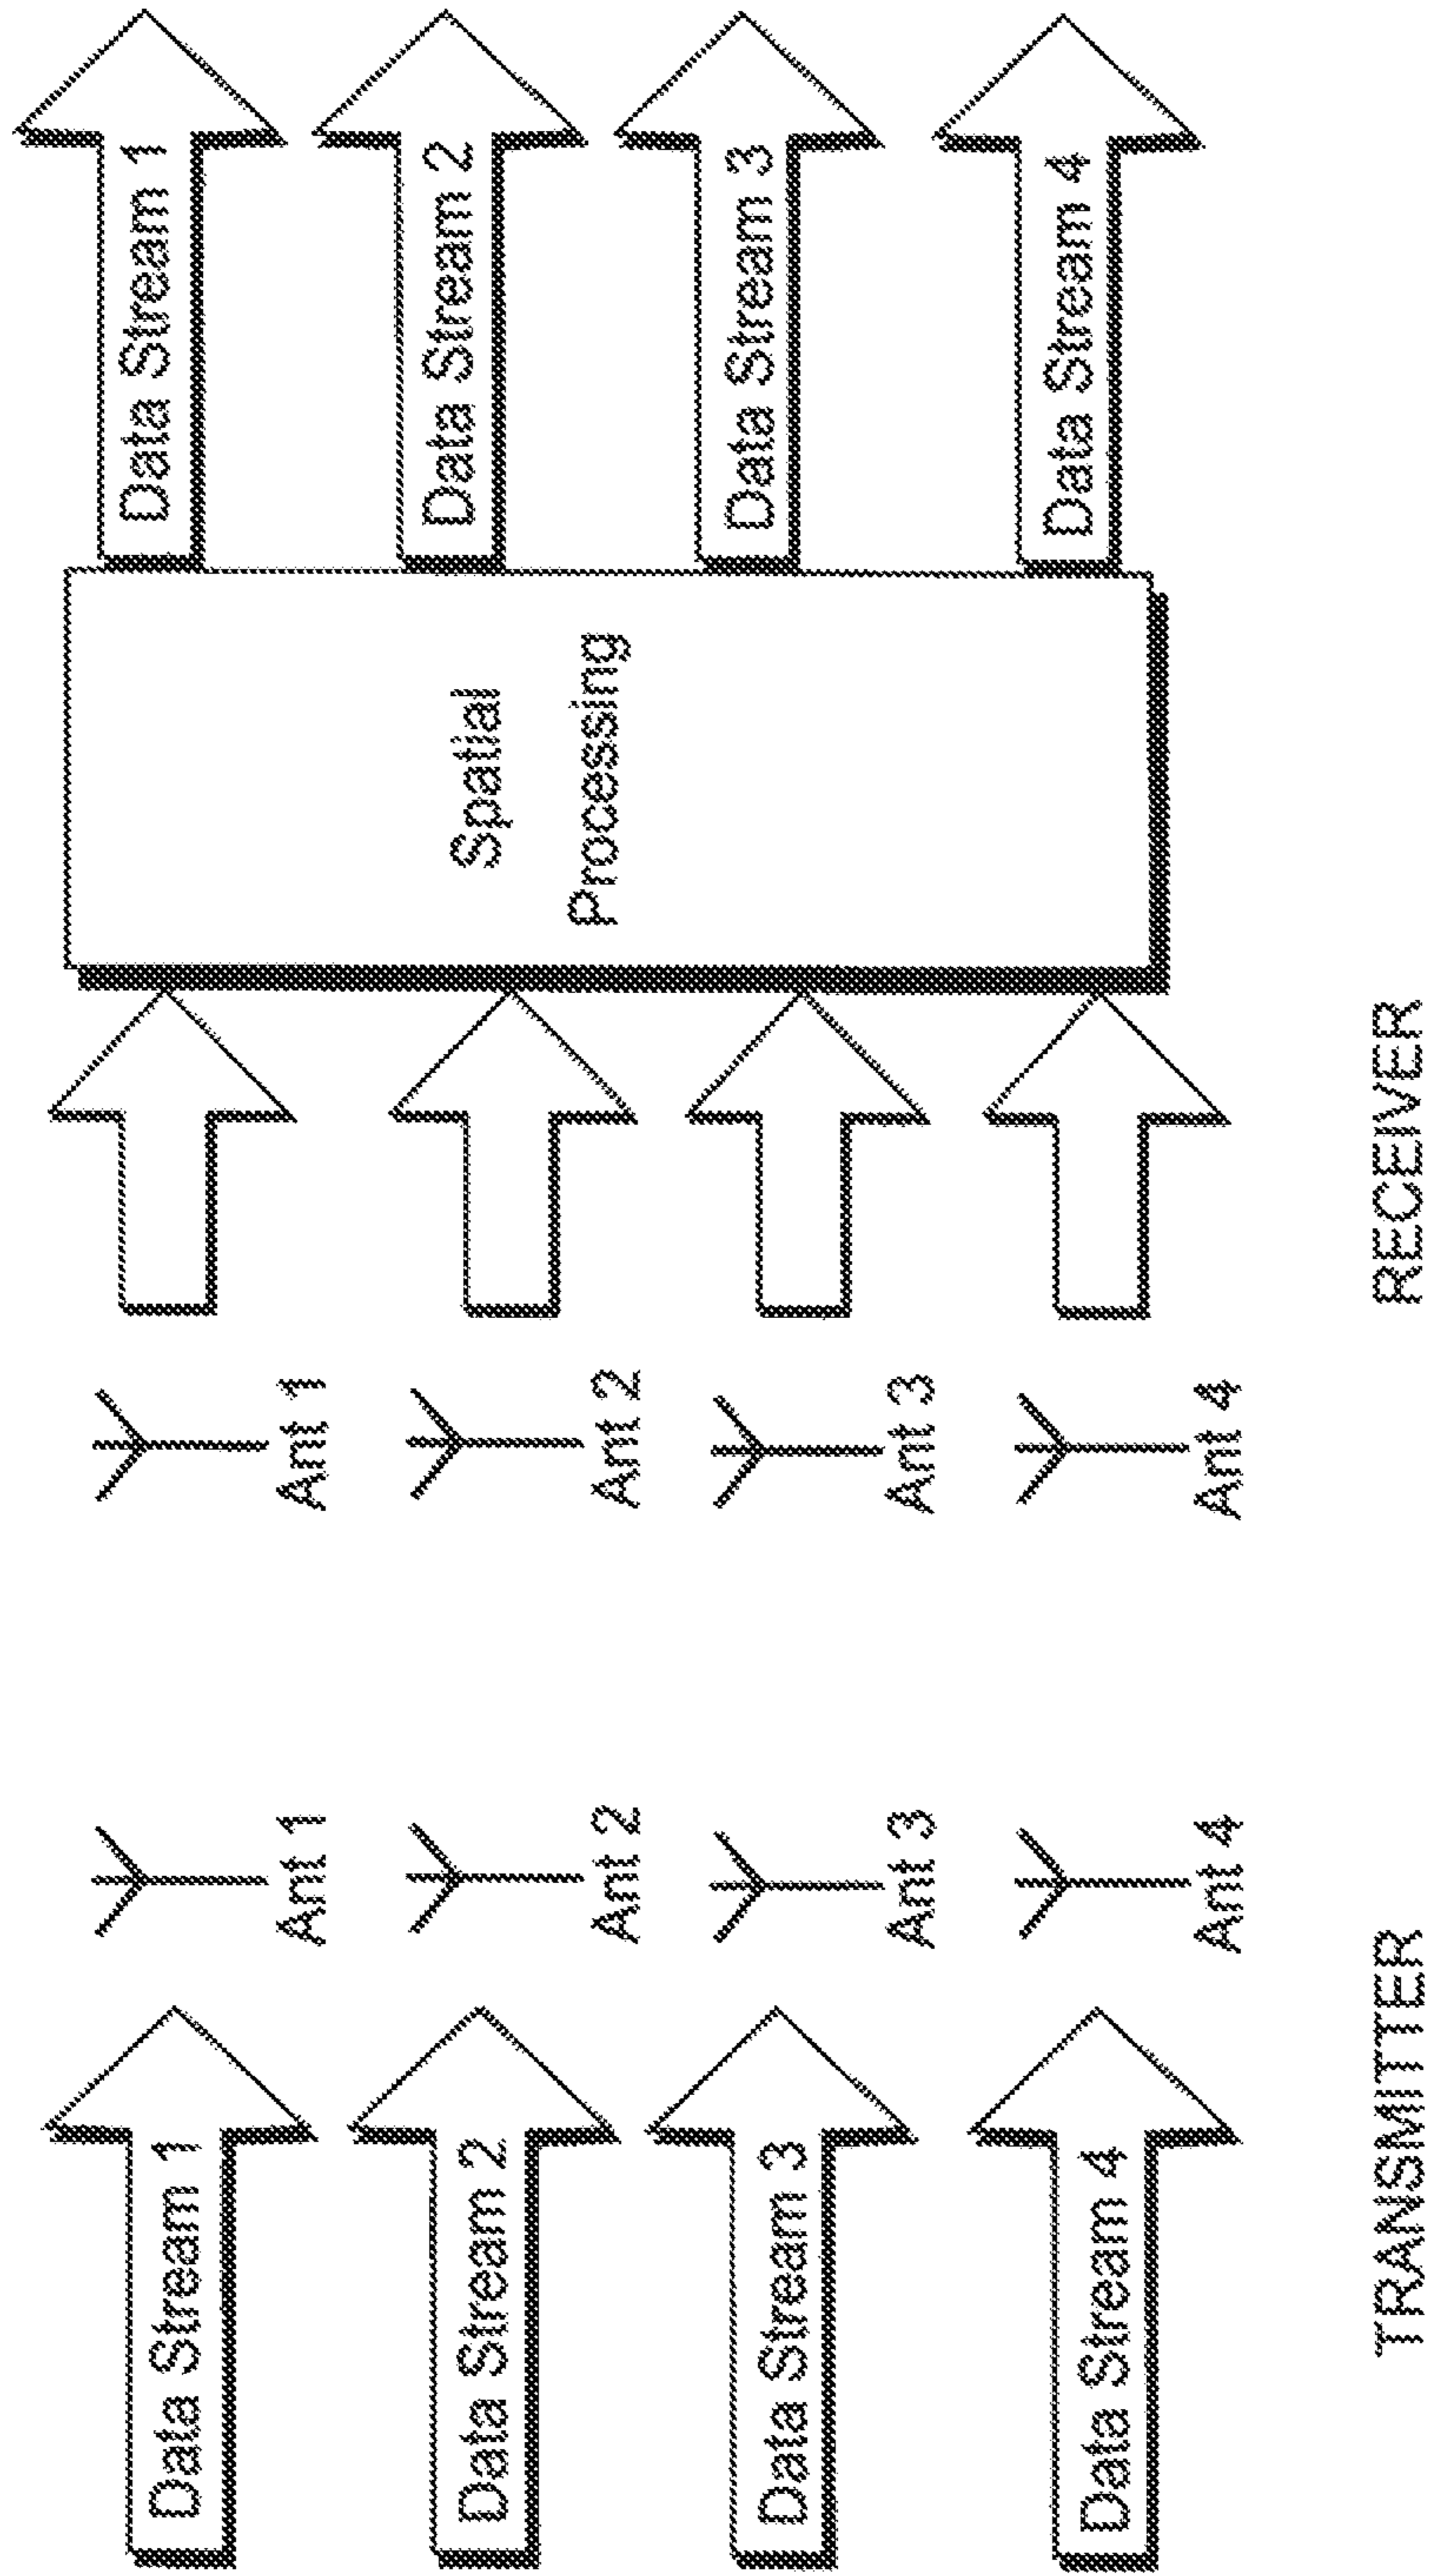 Data Stream 1
Data Stream 2
Data Stream 3
Data Stream 4
Ant 1
Ant 2
Ant 3
Ant 4
TRANSMITTER
Ant 1
Ant 2
Ant 3
Ant 4
Spatial
Processing
Data Stream 1
Data Stream 2
Data Stream 3
Data Stream 4
RECEIVER